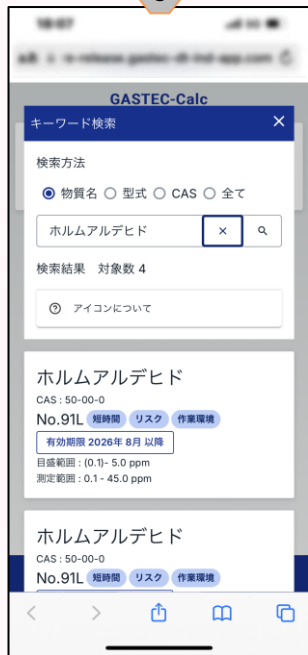 18:07
GASTEC-Calc
キーワード検索 ×
検索方法
物質名 型式 CAS 全て
ホルムアルデヒド ×
検索結果 対象数 4
アイコンについて
ホルムアルデヒド
CAS : 50-00-0
No.91L 短時間 リスク 作業環境
有効期限 2026年 8月 以降
目盛範囲 : (0.1)- 5.0 ppm
測定範囲 : 0.1 - 45.0 ppm
ホルムアルデヒド
CAS : 50-00-0
No.91L 短時間 リスク 作業環境